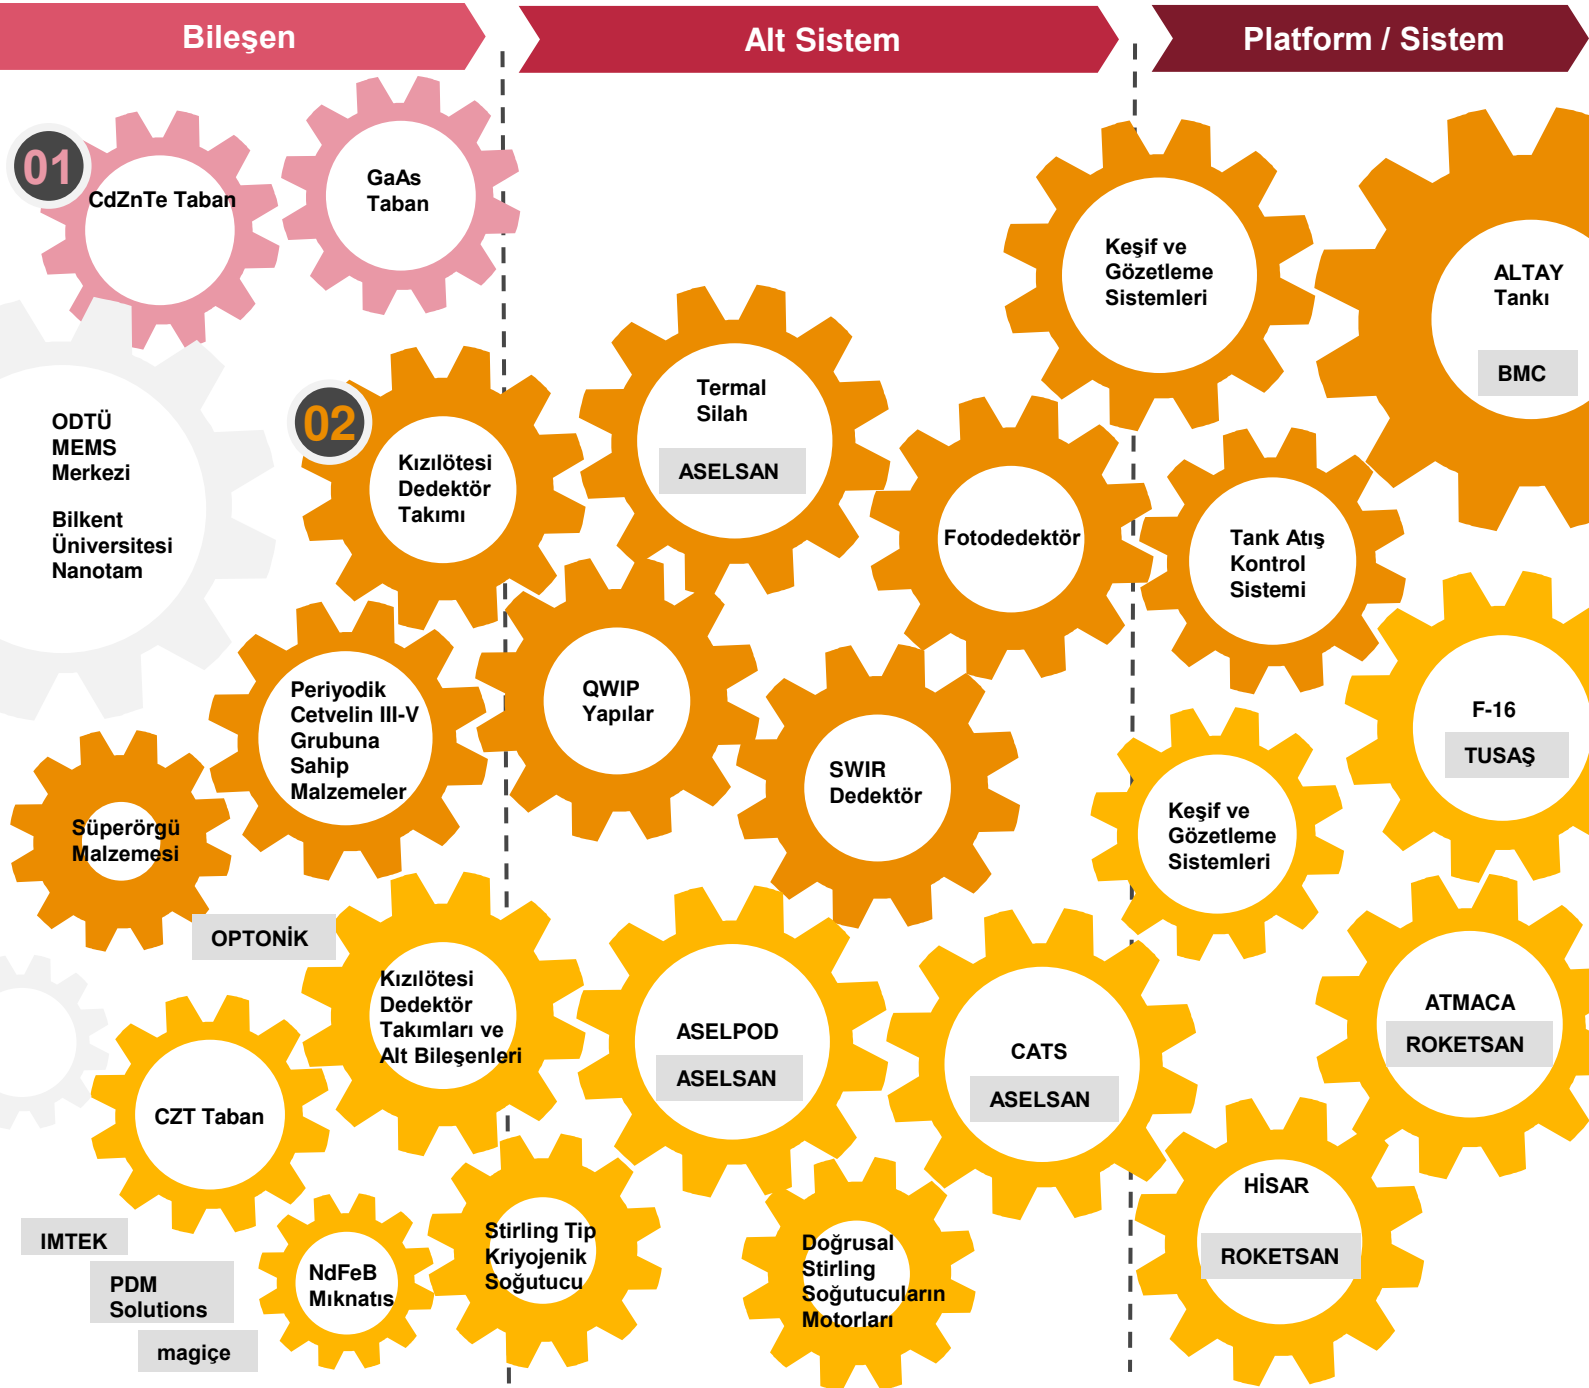 Bileşen
Alt Sistem
Platform / Sistem
01
CdZnTe Taban
GaAs
Taban
ODTÜ
MEMS
Merkezi
Bilkent
Üniversitesi
Nanotam
02
Kızılötesi
Dedektör
Takımı
Periyodik
Cetvelin III-V
Grubuna
Sahip
Malzemeler
Süperörgü
Malzemesi
OPTONİK
Kızılötesi
Dedektör
Takımları ve
Alt Bileşenleri
CZT Taban
IMTEK
PDM
Solutions
magiçe
NdFeB
Mıknatıs
Stirling Tip
Kriyojenik
Soğutucu
Termal
Silah
ASELSAN
Fotodedektör
QWIP
Yapılar
SWIR
Dedektör
ASELPOD
ASELSAN
CATS
ASELSAN
Doğrusal
Stirling
Soğutucuların
Motorları
Keşif ve
Gözetleme
Sistemleri
ALTAY
Tankı
BMC
Tank Atış
Kontrol
Sistemi
F-16
TUSAŞ
Keşif ve
Gözetleme
Sistemleri
ATMACA
ROKETSAN
HİSAR
ROKETSAN